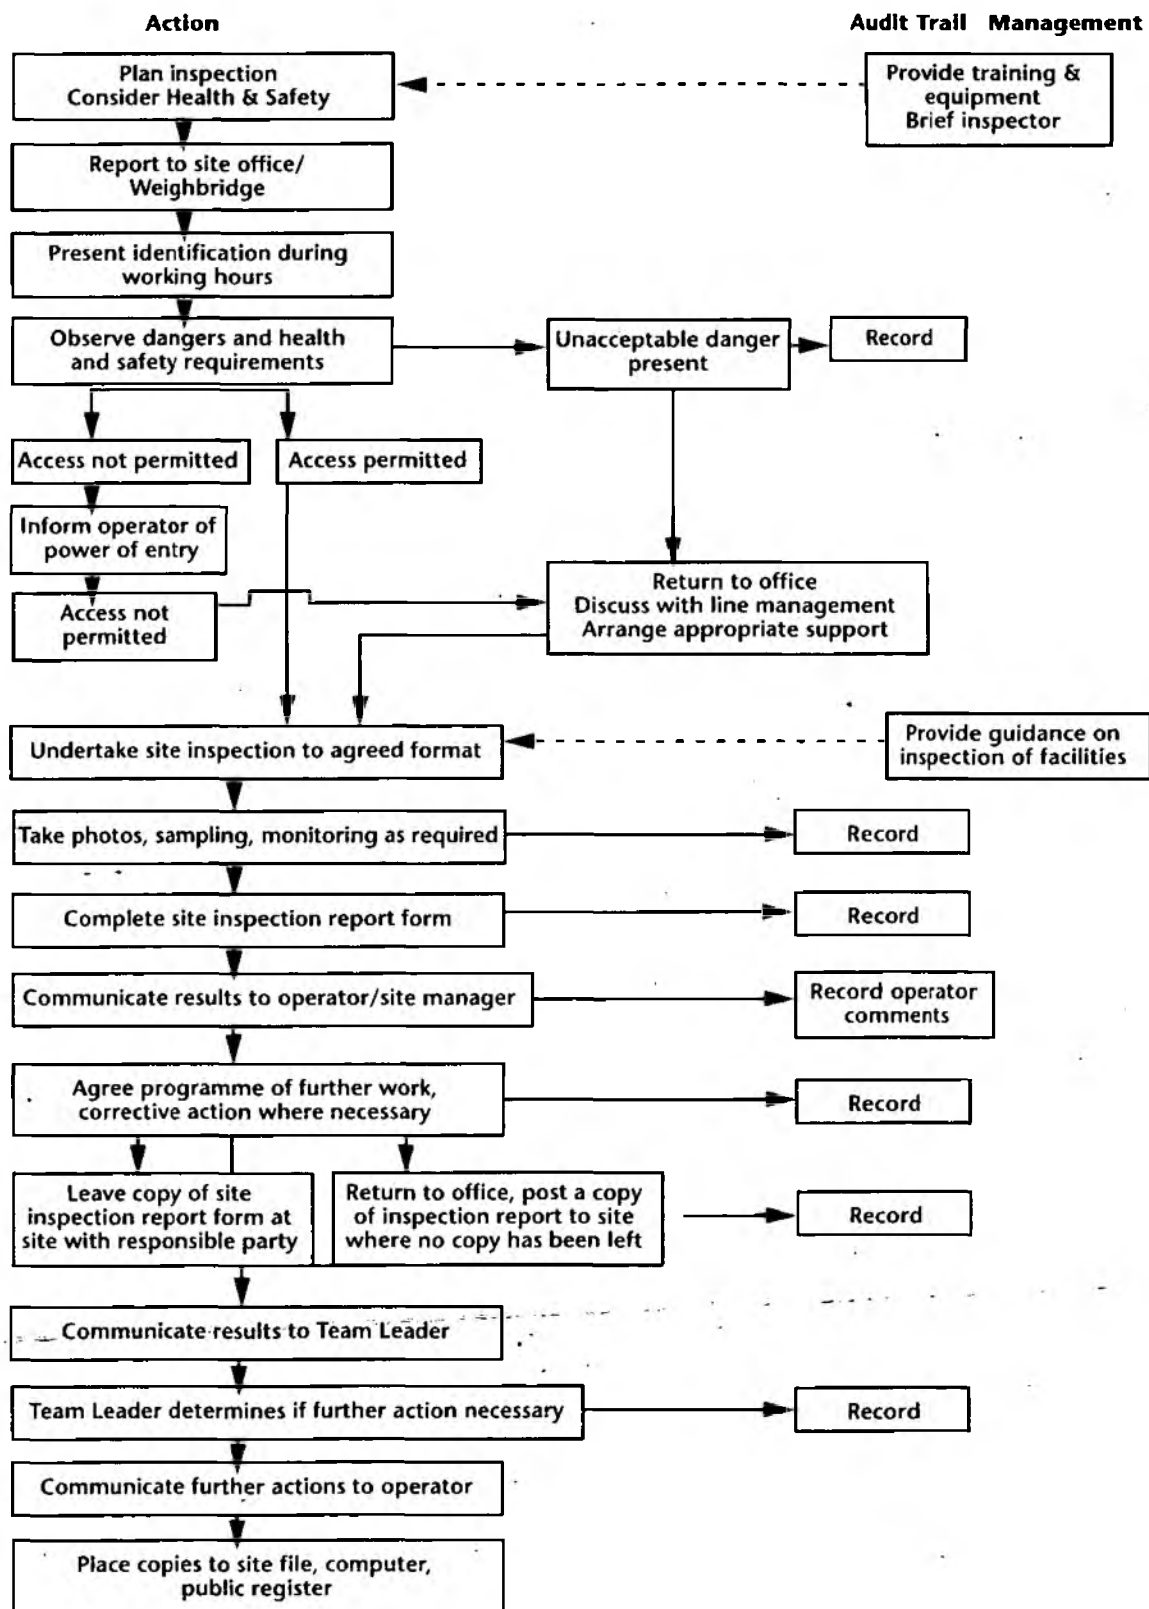 Action
Audit Trail Management
Plan inspection
Consider Health & Safety
Provide training &
equipment
Brief inspector
Report to site office/
Weighbridge
Present identification during
working hours
Observe dangers and health
and safety requirements
Unacceptable danger
present
Record
Access not permitted
Access permitted
Inform operator of
power of entry
Access not
permitted
Return to office
Discuss with line management
Arrange appropriate support
Undertake site inspection to agreed format
Provide guidance on
inspection of facilities
Take photos, sampling, monitoring as required
Record
Complete site inspection report form
Record
Communicate results to operator/site manager
Record operator
comments
Agree programme of further work,
corrective action where necessary
Record
Leave copy of site
inspection report form at
site with responsible party
Return to office, post a copy
of inspection report to site
where no copy has been left
Record
Communicate results to Team Leader
Team Leader determines if further action necessary
Record
Communicate further actions to operator
Place copies to site file, computer,
public register